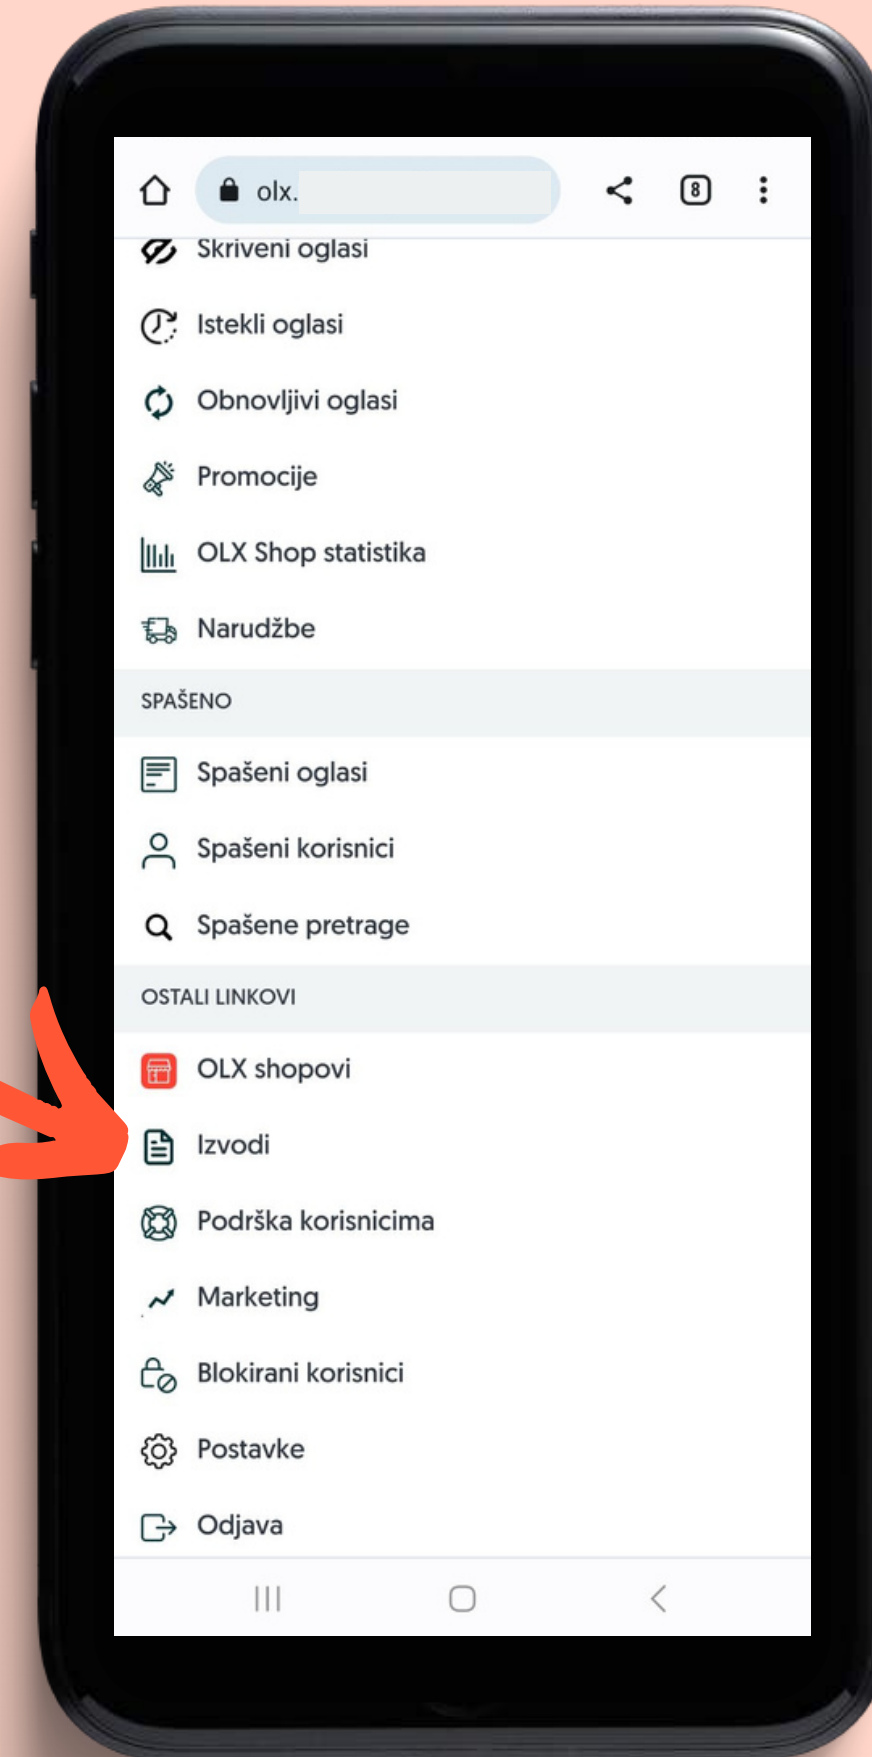 olx.
8
Skriveni oglasi
Istekli oglasi
Obnovljivi oglasi
Promocije
OLX Shop statistika
Narudžbe
SPAŠENO
Spašeni oglasi
Spašeni korisnici
Spašene pretrage
OSTALI LINKOVI
OLX shopovi
Izvodi
Podrška korisnicima
Marketing
Blokirani korisnici
Postavke
Odjava